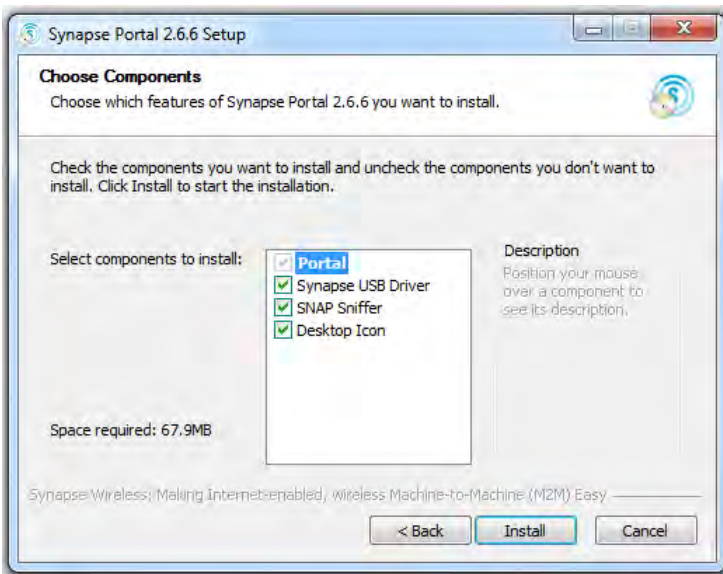 Synapse Portal 2.6.6 Setup
Choose Components
Choose which features of Synapse Portal 2.6.6 you want to install.
Check the components you want to install and uncheck the components you don't want to
install. Click Install to start the installation.
Select components to install:
Portal
Synapse USB Driver
SNAP Sniffer
Desktop Icon
Description
Position your mouse
over a component to
see its description.
Space required: 67.9MB
Synapse Wireless: Making Internet-enabled, wireless Machine-to-Machine (M2M) Easy
< Back
Install
Cancel